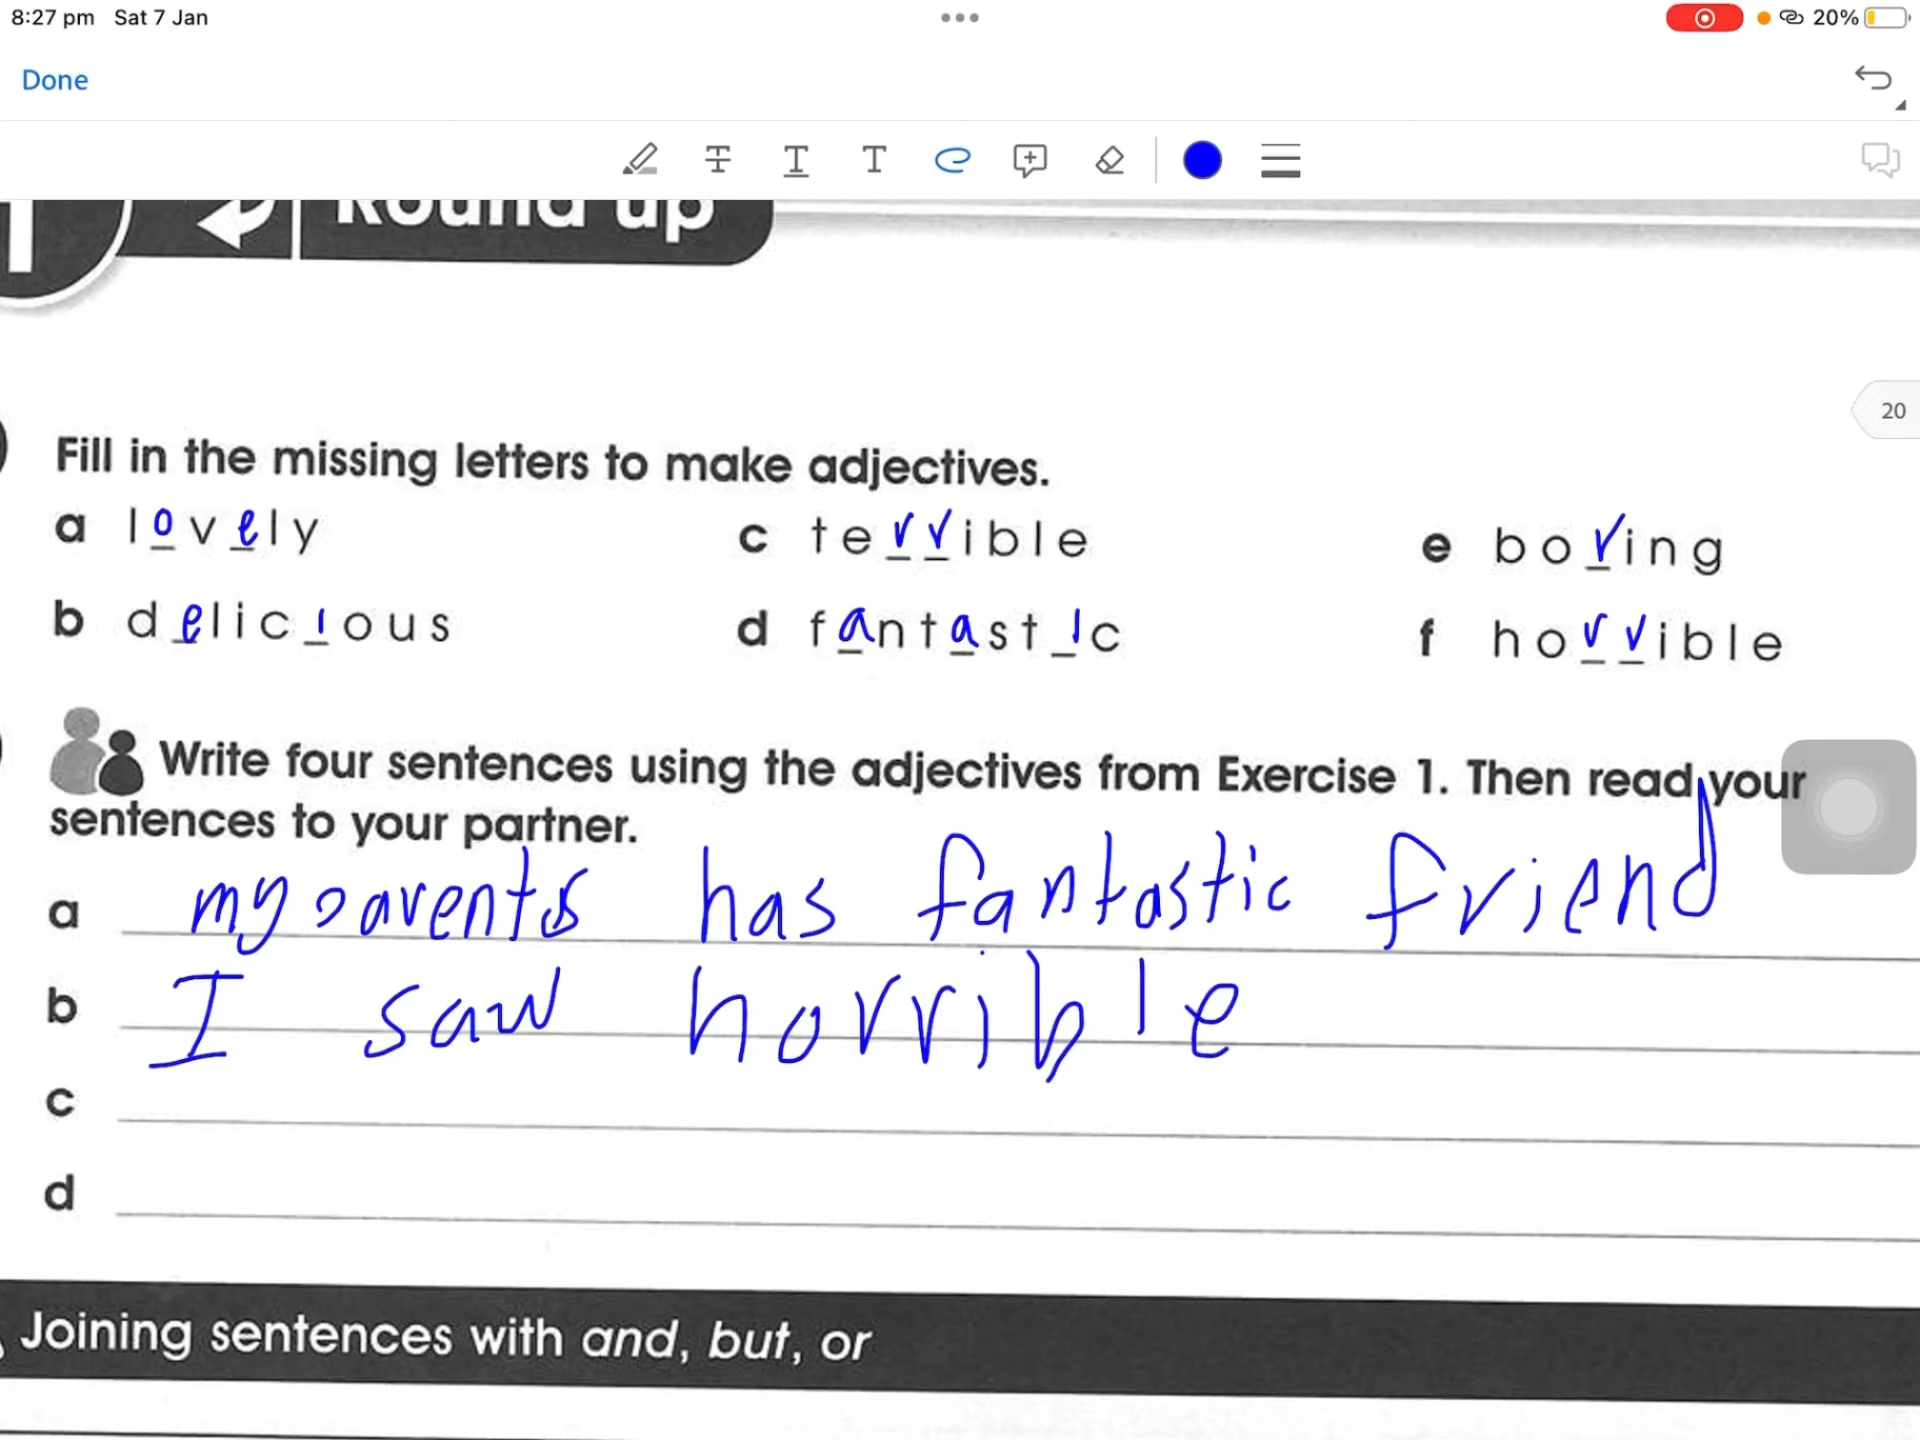 8:27 pm Sat 7 Jan 20%
Done
1 Round up
20
Fill in the missing letters to make adjectives.
a lovely c terrible e boring
b delicious d fantastic f horrible
Write four sentences using the adjectives from Exercise 1. Then read your
sentences to your partner.
a my parents has fantastic friend
b I saw horrible
c
d
Joining sentences with and, but, or